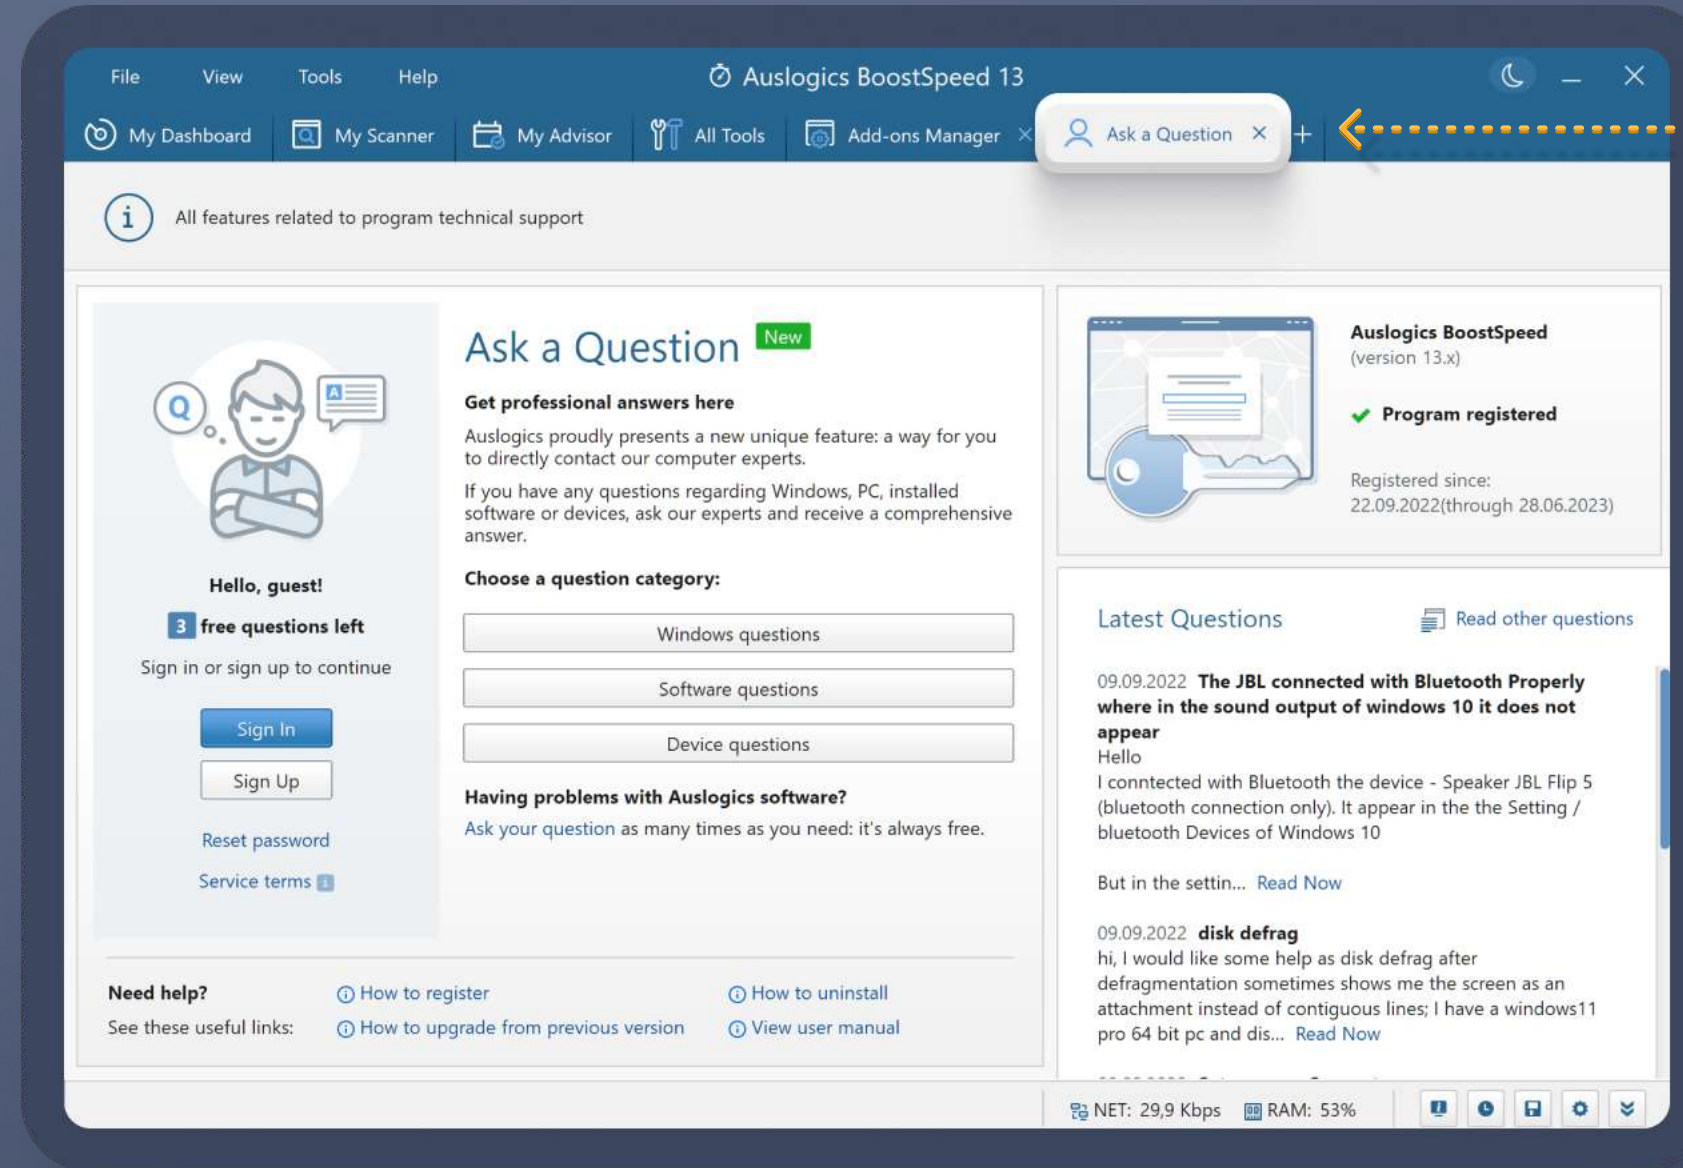 File View Tools Help
Auslogics BoostSpeed 13
My Dashboard My Scanner My Advisor All Tools Add-ons Manager Ask a Question
All features related to program technical support
Q A
Hello, guest!
3 free questions left
Sign in or sign up to continue
Sign In
Sign Up
Reset password
Service terms
Ask a Question New
Get professional answers here
Auslogics proudly presents a new unique feature: a way for you
to directly contact our computer experts.
If you have any questions regarding Windows, PC, installed
software or devices, ask our experts and receive a comprehensive
answer.
Choose a question category:
Windows questions
Software questions
Device questions
Having problems with Auslogics software?
Ask your question as many times as you need: it's always free.
Need help?
See these useful links:
How to register
How to upgrade from previous version
How to uninstall
View user manual
Auslogics BoostSpeed
(version 13.x)
Program registered
Registered since:
22.09.2022(through 28.06.2023)
Latest Questions Read other questions
09.09.2022 The JBL connected with Bluetooth Properly
where in the sound output of windows 10 it does not
appear
Hello
I conntected with Bluetooth the device - Speaker JBL Flip 5
(bluetooth connection only). It appear in the the Setting /
bluetooth Devices of Windows 10
But in the settin... Read Now
09.09.2022 disk defrag
hi, I would like some help as disk defrag after
defragmentation sometimes shows me the screen as an
attachment instead of contiguous lines; I have a windows11
pro 64 bit pc and dis... Read Now
NET: 29,9 Kbps RAM: 53%